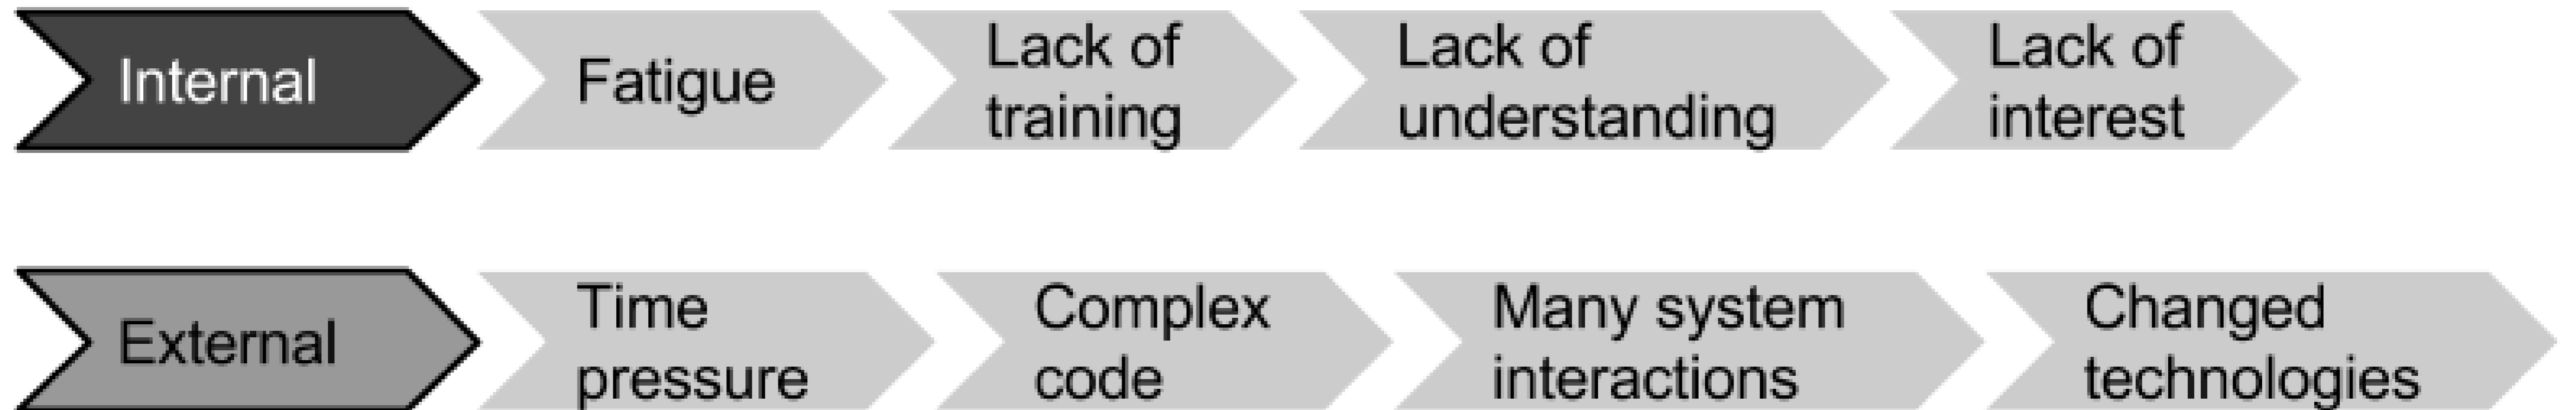 Internal
Fatigue
Lack of
training
Lack of
understanding
Lack of
interest
External
Time
pressure
Complex
code
Many system
interactions
Changed
technologies